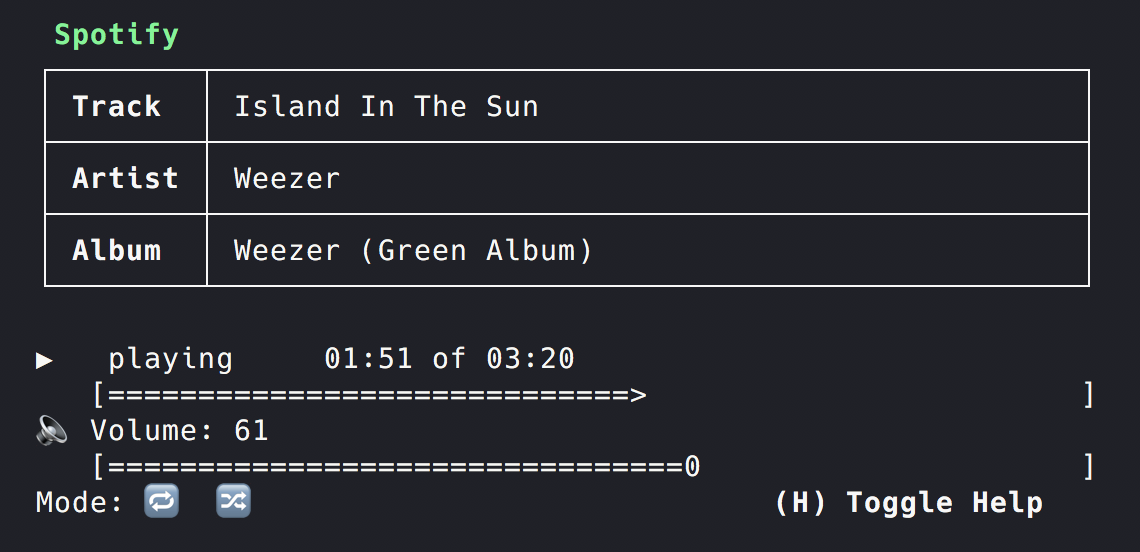 Spotify
Track Island In The Sun
Artist Weezer
Album Weezer (Green Album)
▶ playing 01:51 of 03:20
[=============================> ]
🔈 Volume: 61
[================================0 ]
Mode: 🔁 🔀 (H) Toggle Help